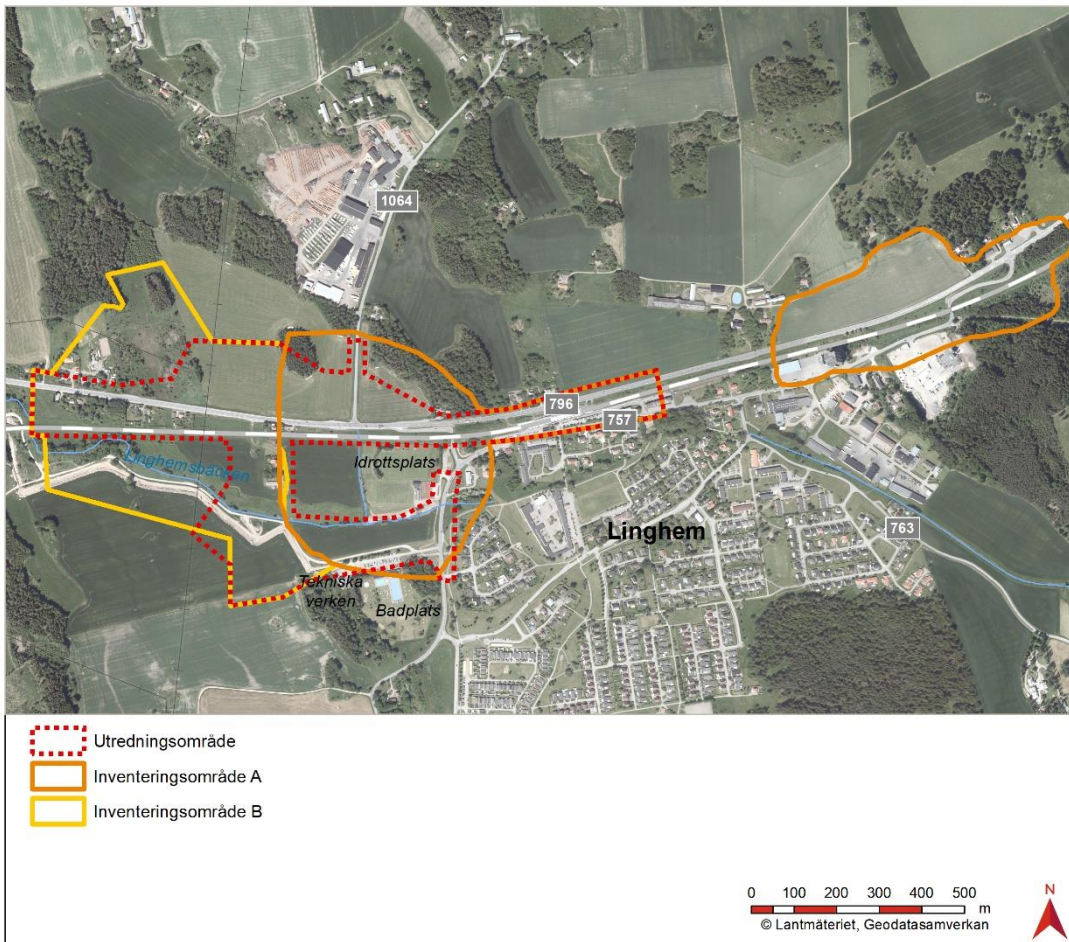 1064
796
757
Idrottsplats
Linghemsbäcken
Linghem
763
Tekniska
verken
Badplats
Utredningsområde
Inventeringsområde A
Inventeringsområde B
0 100 200 300 400 500
m
© Lantmäteriet, Geodatasamverkan
N